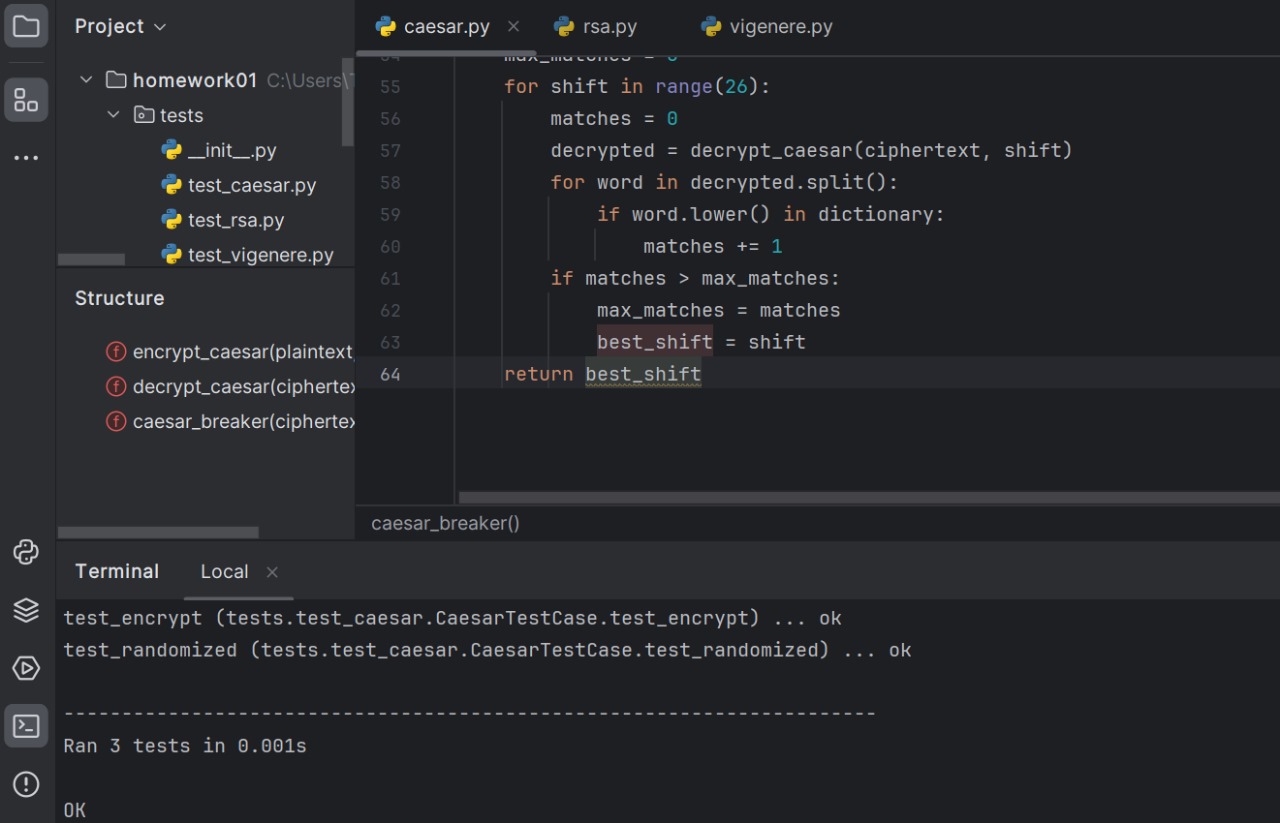 Project
caesar.py
rsa.py
vigenere.py
homework01 C:\Users\
tests
__init__.py
test_caesar.py
test_rsa.py
test_vigenere.py
Structure
encrypt_caesar(plaintext,
decrypt_caesar(ciphertex
caesar_breaker(ciphertex
55 for shift in range(26):
56 matches = 0
57 decrypted = decrypt_caesar(ciphertext, shift)
58 for word in decrypted.split():
59 if word.lower() in dictionary:
60 matches += 1
61 if matches > max_matches:
62 max_matches = matches
63 best_shift = shift
64 return best_shift
caesar_breaker()
Terminal
Local
test_encrypt (tests.test_caesar.CaesarTestCase.test_encrypt) ... ok
test_randomized (tests.test_caesar.CaesarTestCase.test_randomized) ... ok
----------------------------------------------------------------------
Ran 3 tests in 0.001s
OK